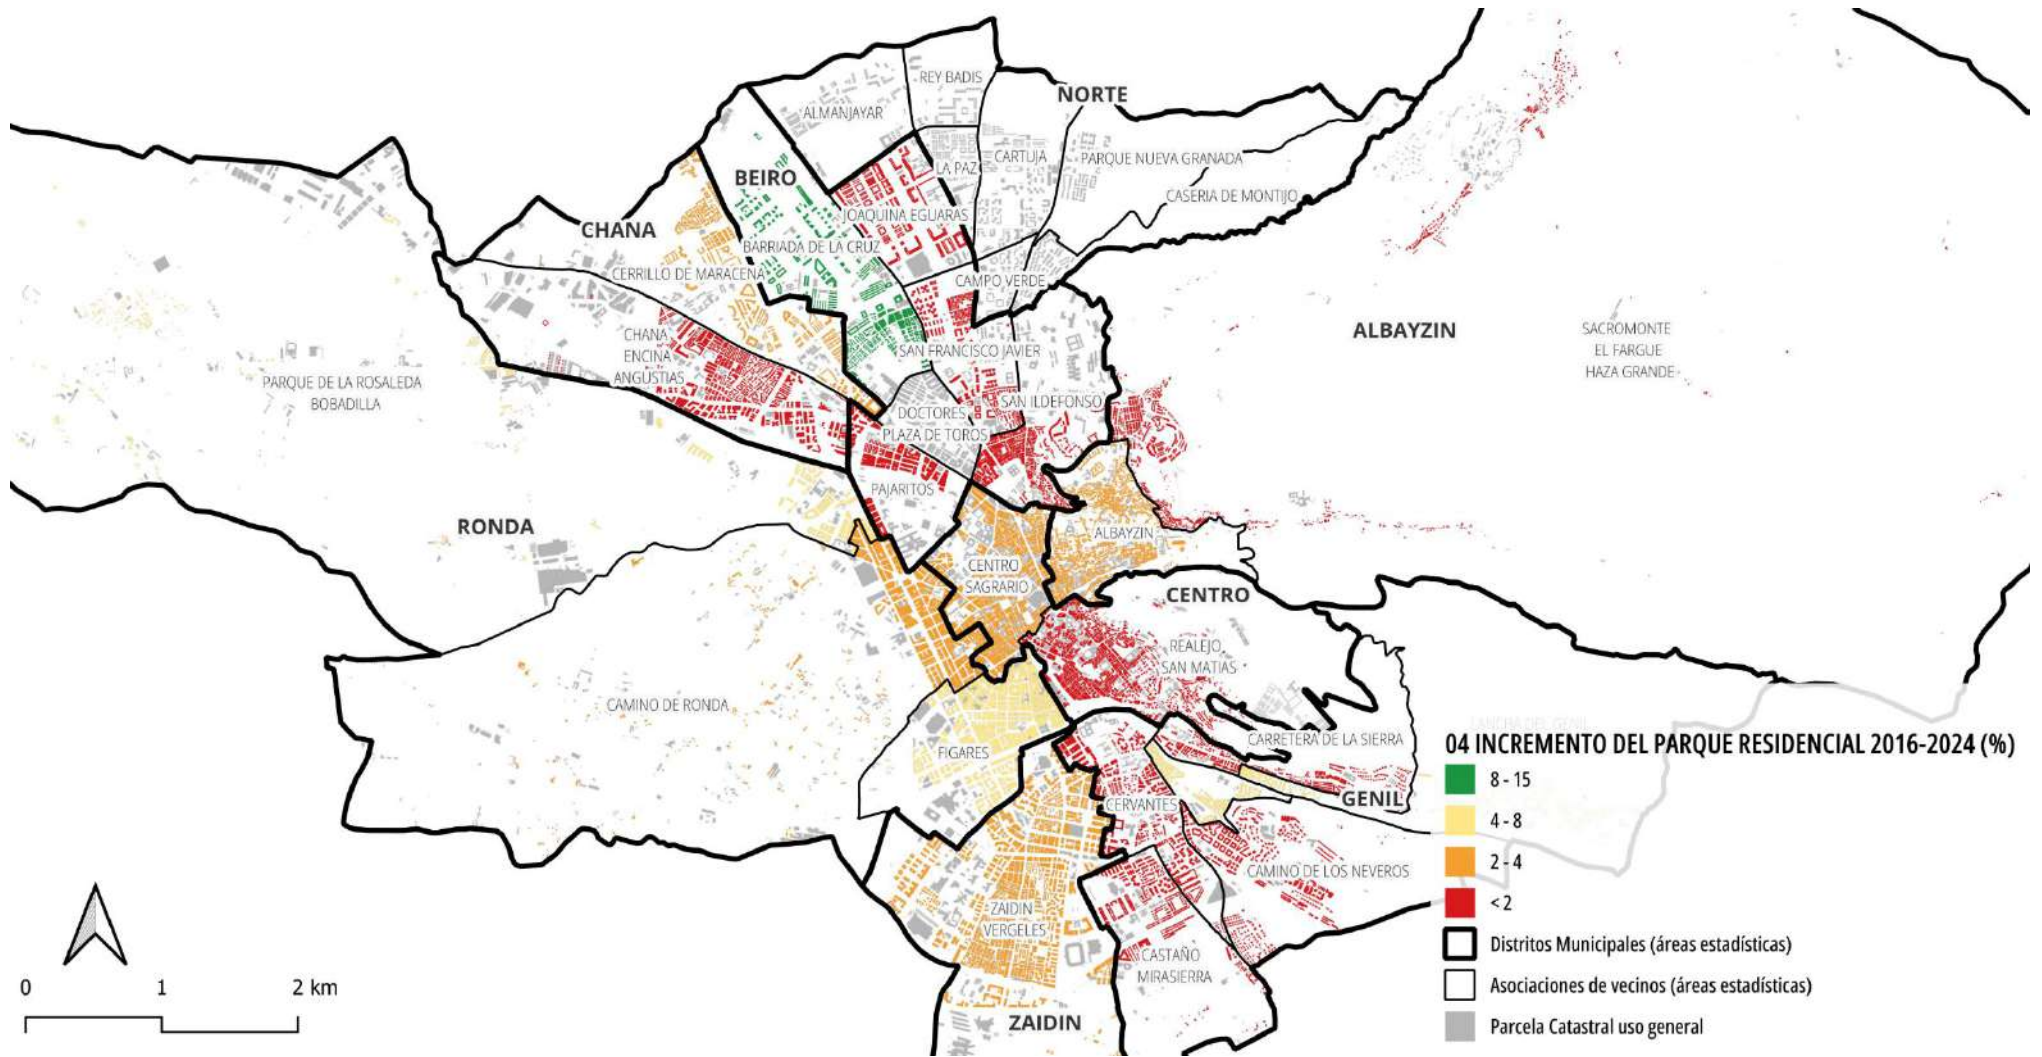 REY BADIS
NORTE
ALMANJAYAR
CARTUJA
PARQUE NUEVA GRANADA
LA PAZ
BEIRO
CASERIA DE MONTIJO
JOAQUINA EGUARAS
CHANA
BARRIADA DE LA CRUZ
CERRILLO DE MARACENA
CAMPO VERDE
ALBAYZIN
SACROMONTE
EL FARGUE
HAZA GRANDE
CHANA
ENCINA
ANGUSTIAS
SAN FRANCISCO JAVIER
PARQUE DE LA ROSALEDA
BOBADILLA
SAN ILDEFONSO
DOCTORES
PLAZA DE TOROS
PAJARITOS
RONDA
ALBAYZIN
CENTRO
SAGRARIO
CENTRO
REALEJO
SAN MATIAS
CAMINO DE RONDA
LANCHA DEL GENIL
FIGARES
CARRETERA DE LA SIERRA
04 INCREMENTO DEL PARQUE RESIDENCIAL 2016-2024 (%)
8 - 15
4 - 8
2 - 4
< 2
Distritos Municipales (áreas estadísticas)
Asociaciones de vecinos (áreas estadísticas)
Parcela Catastral uso general
GENIL
CERVANTES
CAMINO DE LOS NEVEROS
ZAIDIN
VERGELES
CASTAÑO
MIRASIERRA
ZAIDIN
0 1 2 km